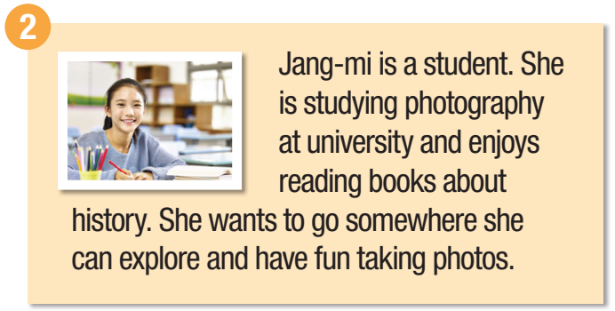 2
Jang-mi is a student. She
is studying photography
at university and enjoys
reading books about
history. She wants to go somewhere she
can explore and have fun taking photos.